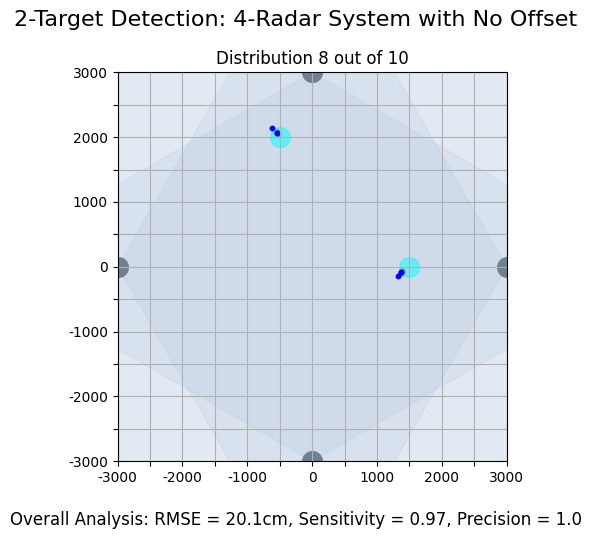 2-Target Detection: 4-Radar System with No Offset
Distribution 8 out of 10
3000
2000
1000
0
-1000
-2000
-3000
-3000 -2000 -1000 0 1000 2000 3000
Overall Analysis: RMSE = 20.1cm, Sensitivity = 0.97, Precision = 1.0